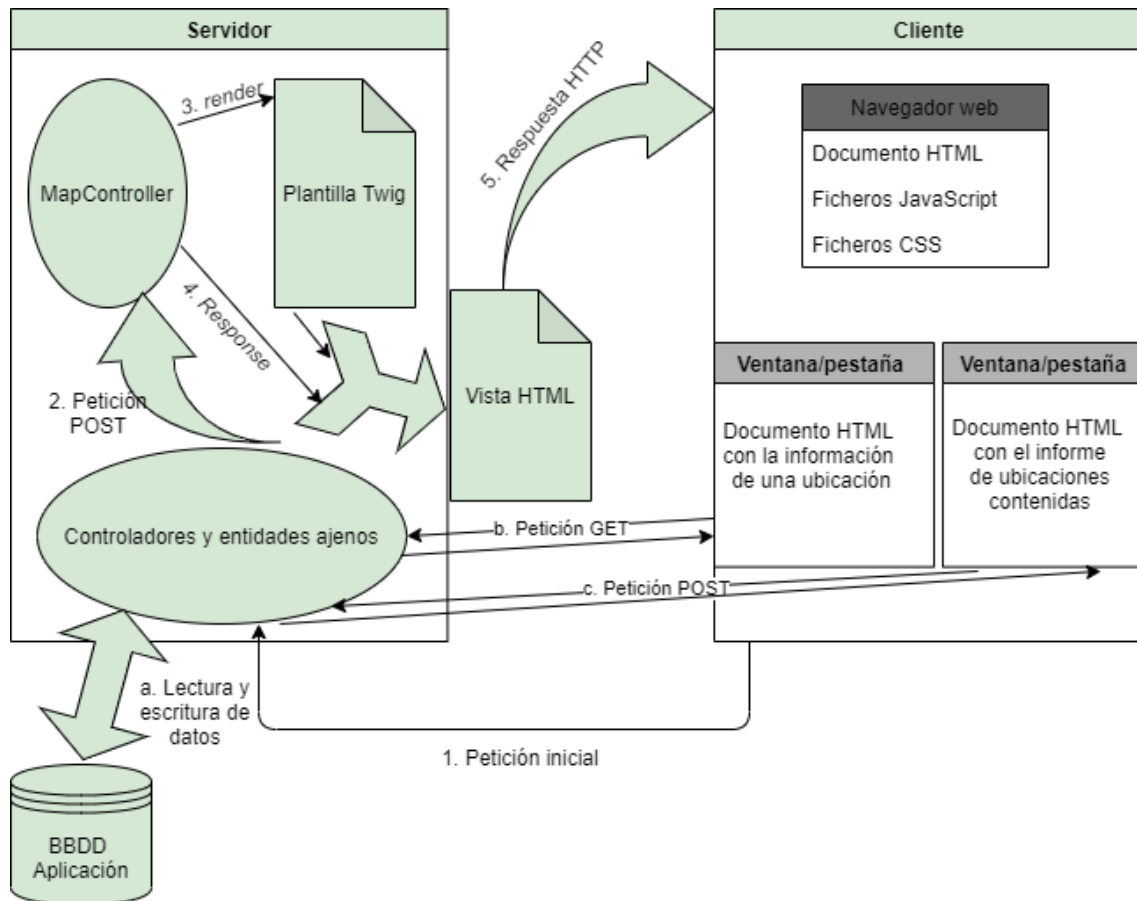 Servidor
Cliente
3. render
MapController
Plantilla Twig
5. Respuesta HTTP
Navegador web
Documento HTML
Ficheros JavaScript
Ficheros CSS
4. Response
2. Petición
POST
Vista HTML
Ventana/pestaña
Documento HTML
con la información
de una ubicación
Ventana/pestaña
Documento HTML
con el informe
de ubicaciones
contenidas
Controladores y entidades ajenos
b. Petición GET
c. Petición POST
a. Lectura y
escritura de
datos
1. Petición inicial
BBDD
Aplicación